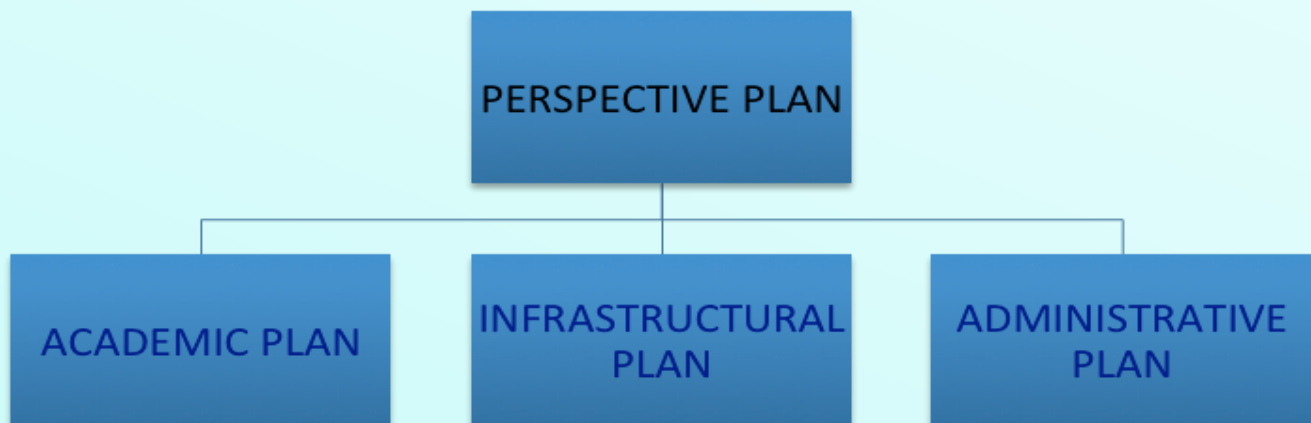 PERSPECTIVE PLAN
ACADEMIC PLAN
INFRASTRUCTURAL
PLAN
ADMINISTRATIVE
PLAN